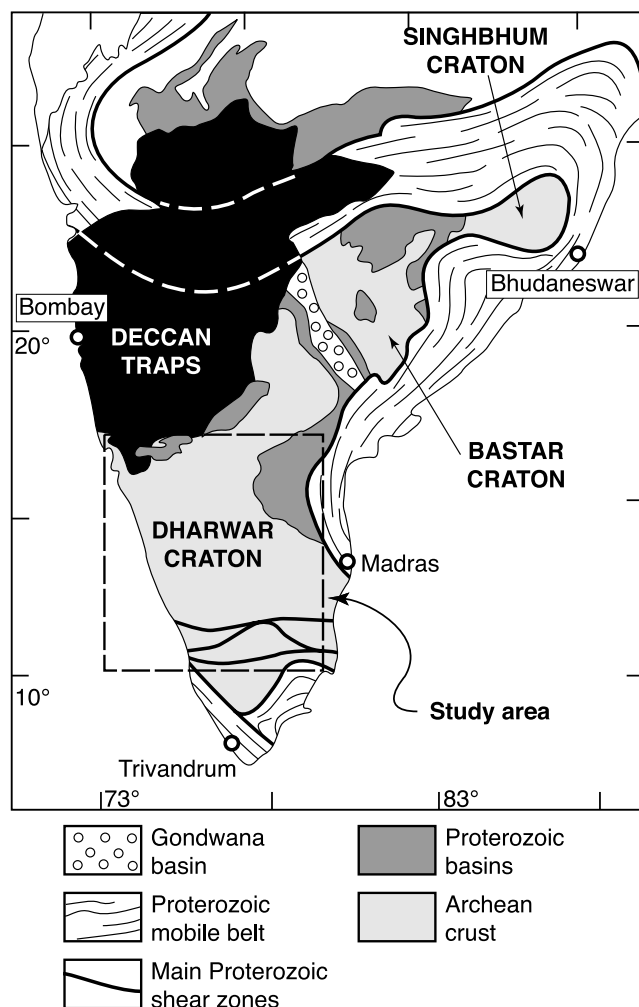 SINGHBHUM
CRATON
Bhudaneswar
Bombay
20°
DECCAN
TRAPS
BASTAR
CRATON
DHARWAR
CRATON
Madras
10°
Study area
Trivandrum
73°
83°
Gondwana
basin
Proterozoic
basins
Proterozoic
mobile belt
Archean
crust
Main Proterozoic
shear zones